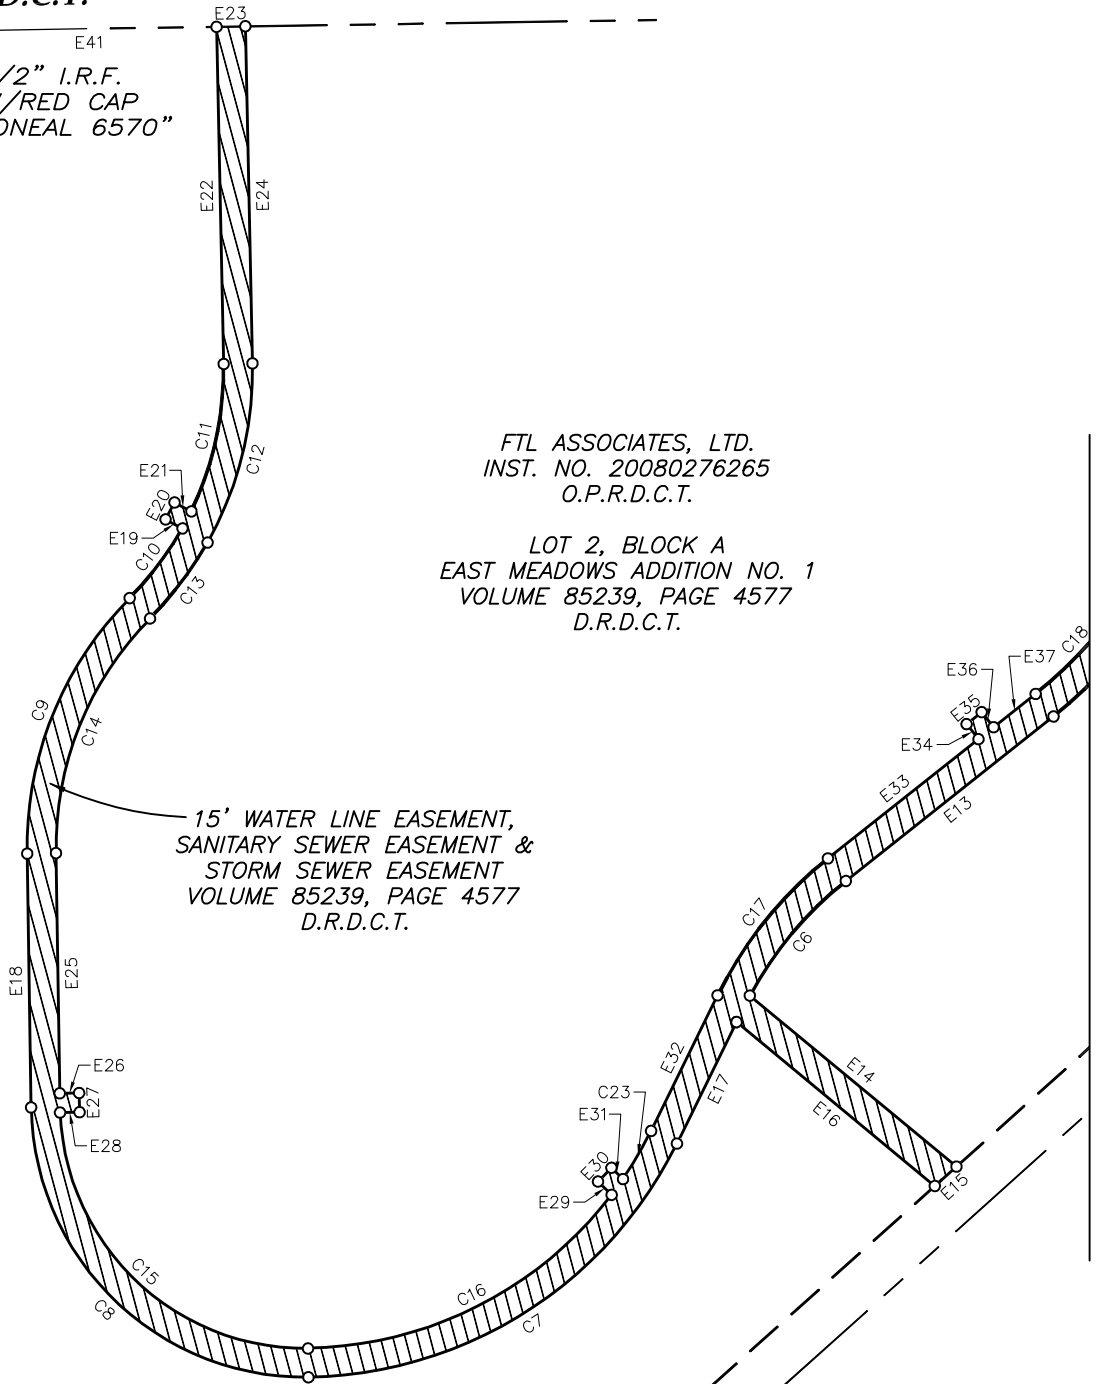 D.C.T.
E23
E41
/2" I.R.F.
/RED CAP
ONEAL 6570"
E22
E24
C11
C12
E21
E20
E19
C10
C13
FTL ASSOCIATES, LTD.
INST. NO. 20080276265
O.P.R.D.C.T.
LOT 2, BLOCK A
EAST MEADOWS ADDITION NO. 1
VOLUME 85239, PAGE 4577
D.R.D.C.T.
C18
E37
E36
E35
E34
C9
C14
E33
E13
15' WATER LINE EASEMENT,
SANITARY SEWER EASEMENT &
STORM SEWER EASEMENT
VOLUME 85239, PAGE 4577
D.R.D.C.T.
C17
C6
E18
E25
E26
E27
E28
E32
E17
E14
E16
E15
C23
E31
E30
E29
C15
C8
C16
C7